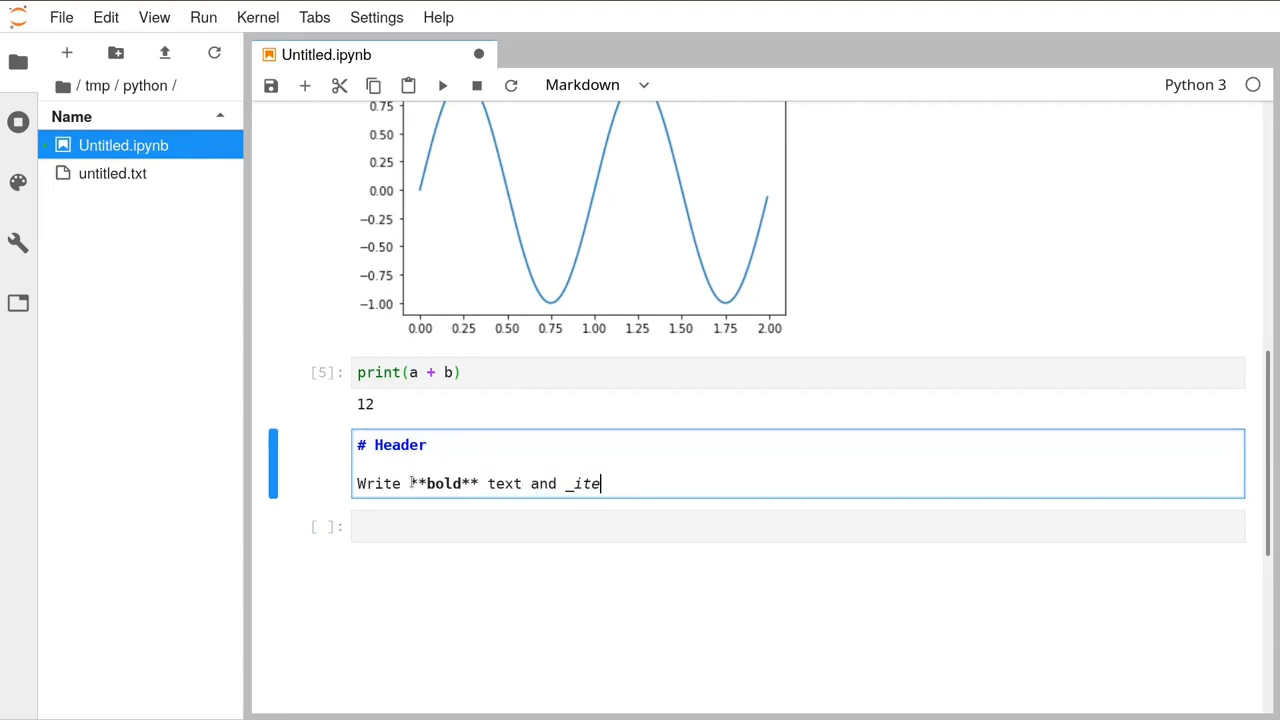 File Edit View Run Kernel Tabs Settings Help
Untitled.ipynb
/ tmp / python /
Markdown
Python 3
Name
Untitled.ipynb
untitled.txt
0.75
0.50
0.25
0.00
−0.25
−0.50
−0.75
−1.00
0.00 0.25 0.50 0.75 1.00 1.25 1.50 1.75 2.00
[5]: print(a + b)
12
# Header
Write **bold** text and _ite
[ ]: